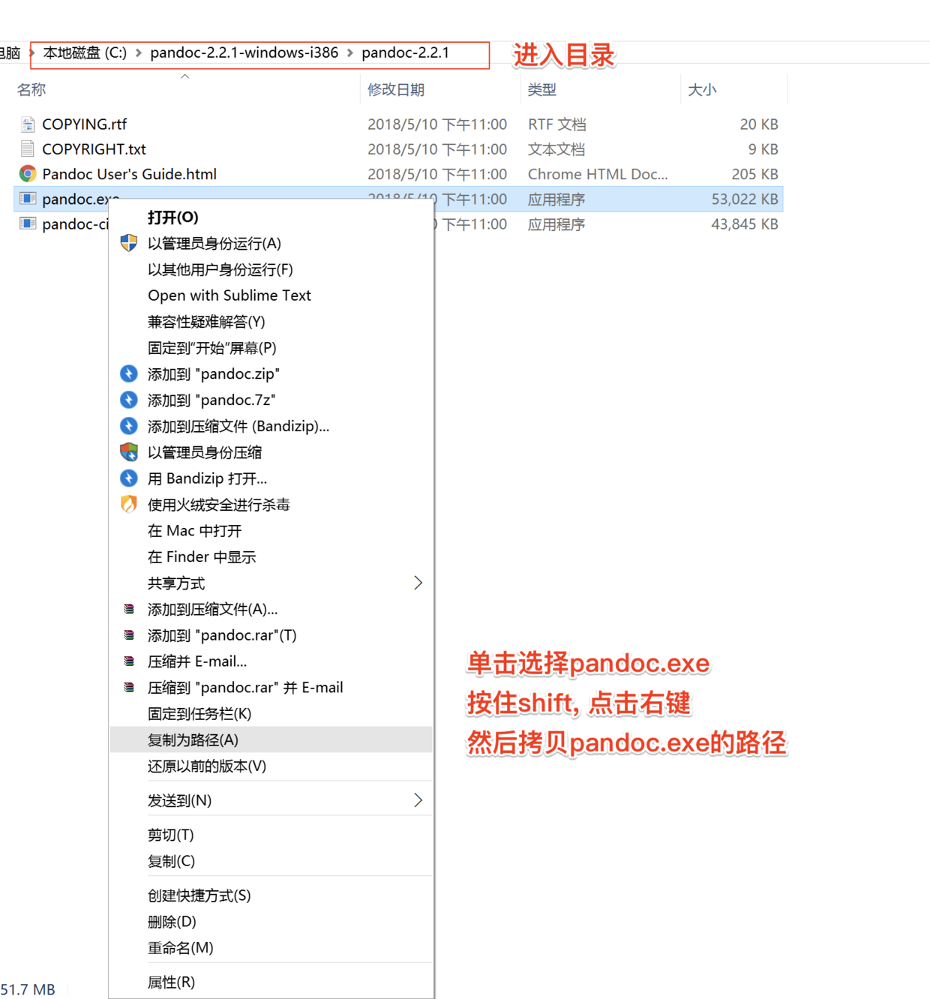 电脑 > 本地磁盘 (C:) > pandoc-2.2.1-windows-i386 > pandoc-2.2.1
进入目录
名称 修改日期 类型 大小
COPYING.rtf 2018/5/10 下午11:00 RTF 文档 20 KB
COPYRIGHT.txt 2018/5/10 下午11:00 文本文档 9 KB
Pandoc User's Guide.html 2018/5/10 下午11:00 Chrome HTML Doc... 205 KB
pandoc.exe 2018/5/10 下午11:00 应用程序 53,022 KB
pandoc-ci 下午11:00 应用程序 43,845 KB
打开(O)
以管理员身份运行(A)
以其他用户身份运行(F)
Open with Sublime Text
兼容性疑难解答(Y)
固定到“开始”屏幕(P)
添加到 "pandoc.zip"
添加到 "pandoc.7z"
添加到压缩文件 (Bandizip)...
以管理员身份压缩
用 Bandizip 打开...
使用火绒安全进行杀毒
在 Mac 中打开
在 Finder 中显示
共享方式
添加到压缩文件(A)...
添加到 "pandoc.rar"(T)
压缩并 E-mail...
压缩到 "pandoc.rar" 并 E-mail
固定到任务栏(K)
复制为路径(A)
还原以前的版本(V)
发送到(N)
剪切(T)
复制(C)
创建快捷方式(S)
删除(D)
重命名(M)
属性(R)
单击选择pandoc.exe
按住shift, 点击右键
然后拷贝pandoc.exe的路径
51.7 MB